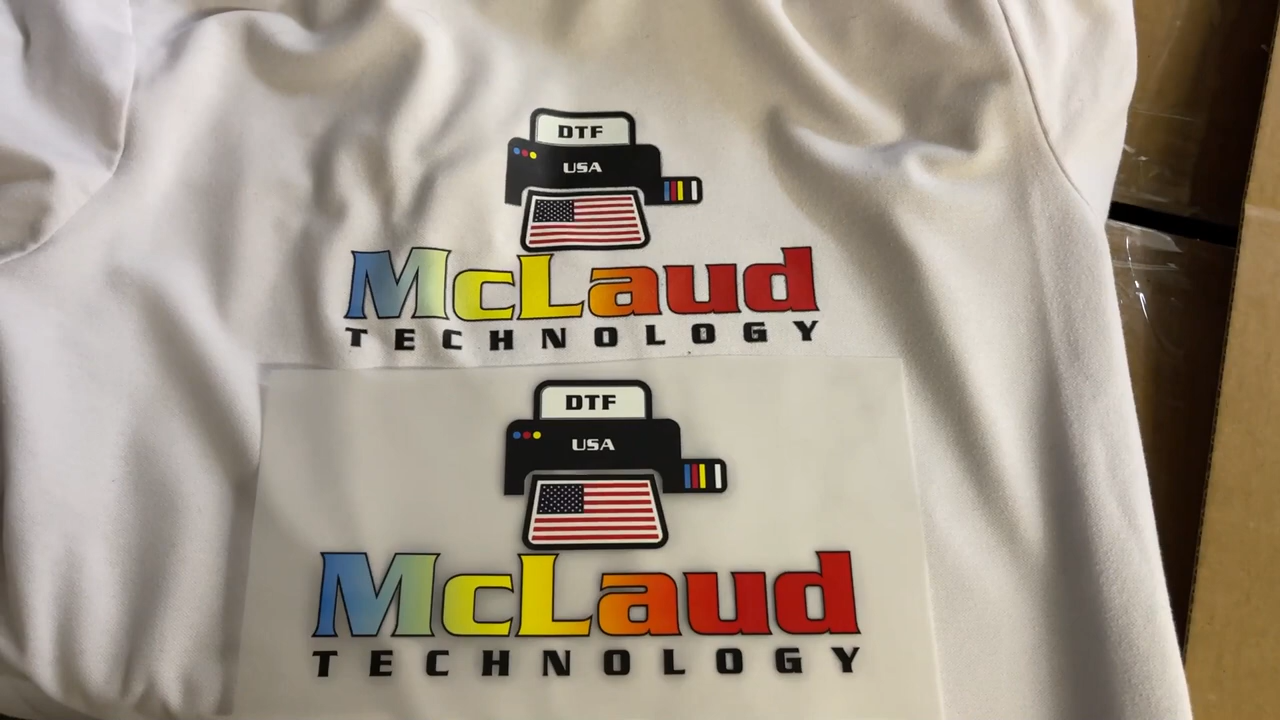 DTF
USA
McLaud
TECHNOLOGY
DTF
USA
McLaud
TECHNOLOGY